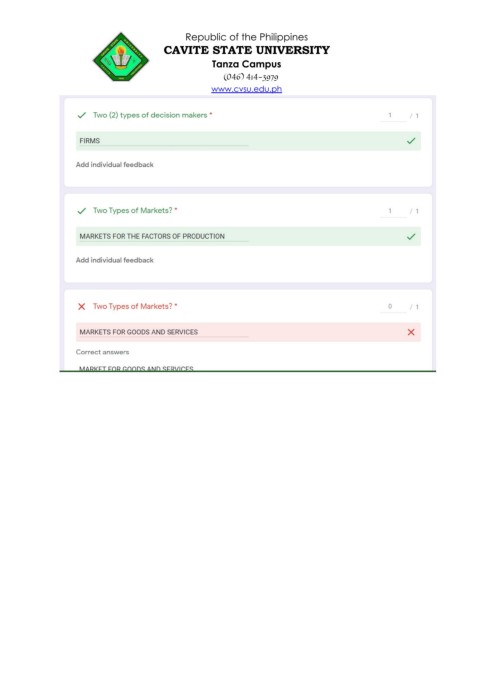 Republic of the Philippines
CAVITE STATE UNIVERSITY
Tanza Campus
(046) 414-3979
www.cvsu.edu.ph
Two (2) types of decision makers *
1 / 1
FIRMS
Add individual feedback
Two Types of Markets? *
1 / 1
MARKETS FOR THE FACTORS OF PRODUCTION
Add individual feedback
Two Types of Markets? *
0 / 1
MARKETS FOR GOODS AND SERVICES
Correct answers
MARKET FOR GOODS AND SERVICES